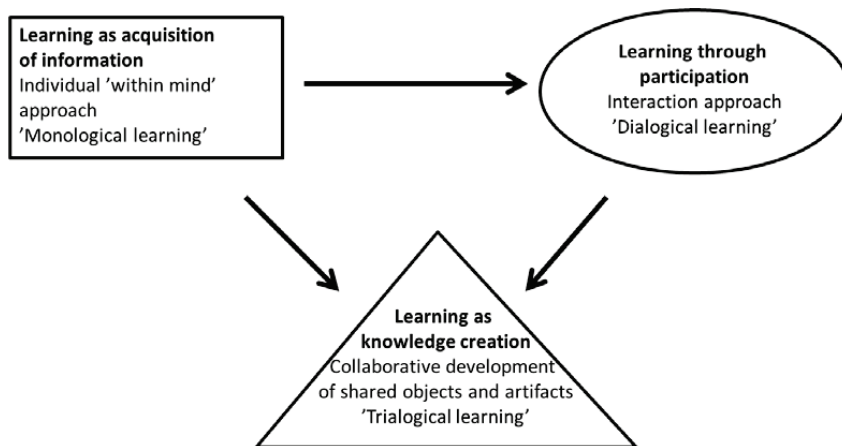 Learning as acquisition
of information
Individual ’within mind’
approach
’Monological learning’
Learning through
participation
Interaction approach
’Dialogical learning’
Learning as
knowledge creation
Collaborative development
of shared objects and artifacts
’Trialogical learning’